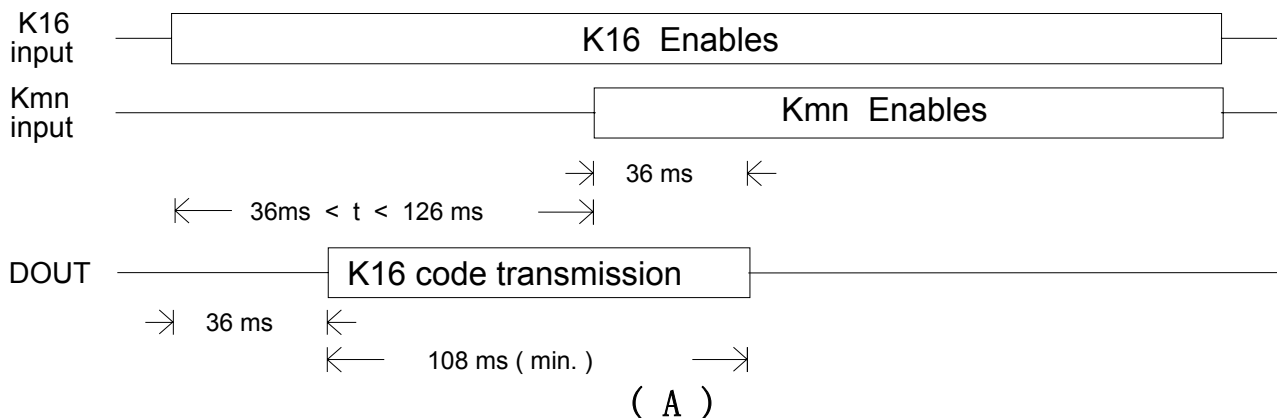 K16
input
K16 Enables
Kmn
input
Kmn Enables
36 ms
36ms < t < 126 ms
DOUT
K16 code transmission
36 ms
108 ms ( min. )
( A )